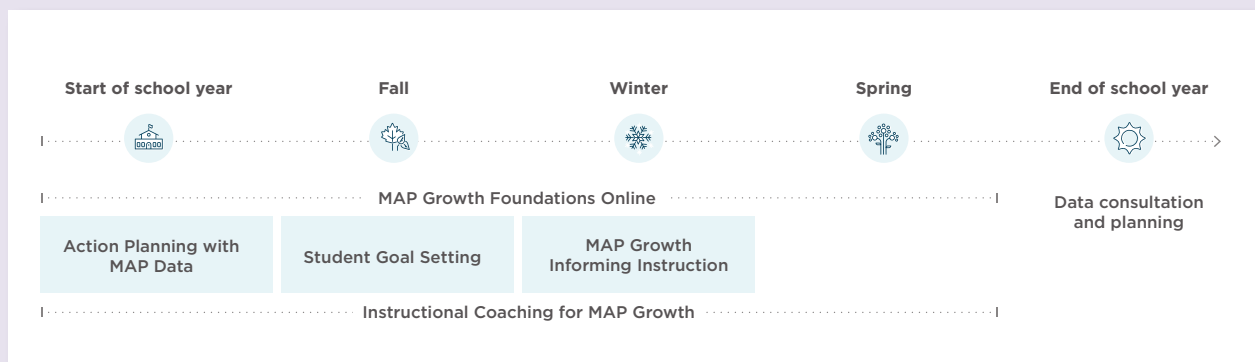 Start of school year
Fall
Winter
Spring
End of school year
MAP Growth Foundations Online
Data consultation
and planning
Action Planning with
MAP Data
Student Goal Setting
MAP Growth
Informing Instruction
Instructional Coaching for MAP Growth